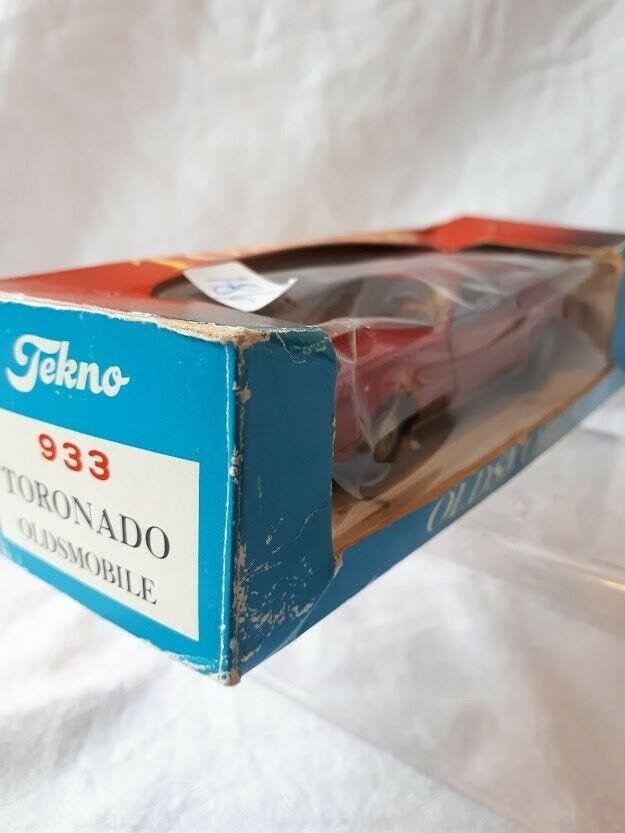 Tekno
933
TORONADO
OLDSMOBILE